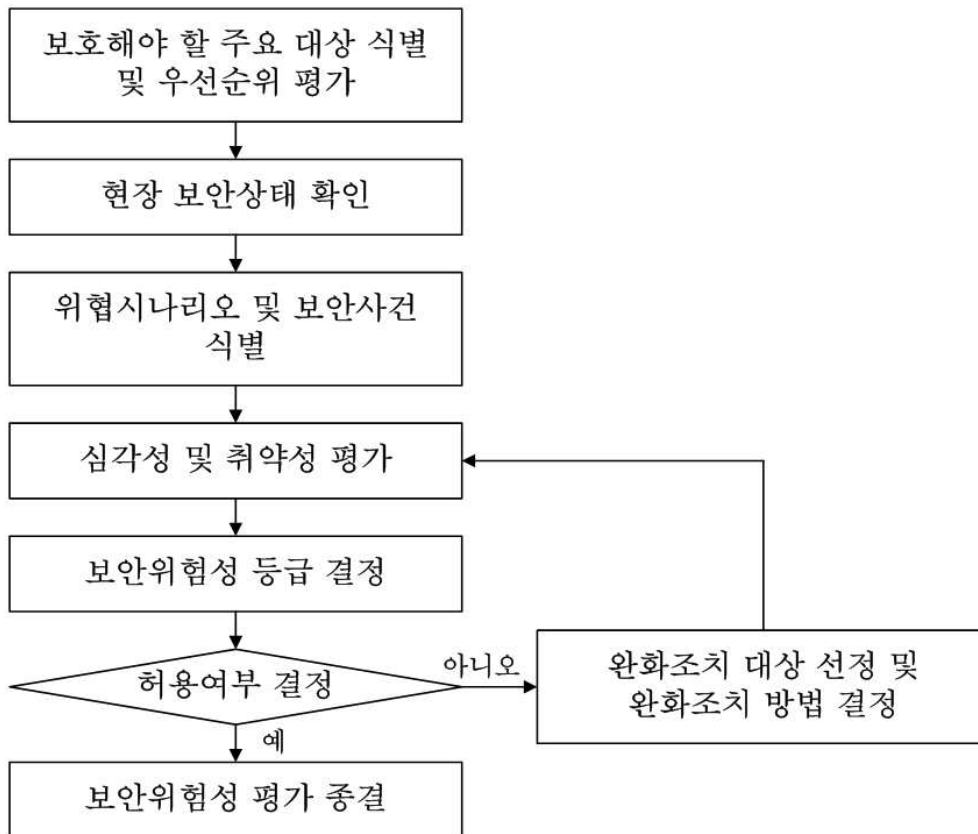 보호해야 할 주요 대상 식별
및 우선순위 평가
현장 보안상태 확인
위협시나리오 및 보안사건
식별
심각성 및 취약성 평가
보안위험성 등급 결정
허용여부 결정
아니오
완화조치 대상 선정 및
완화조치 방법 결정
예
보안위험성 평가 종결